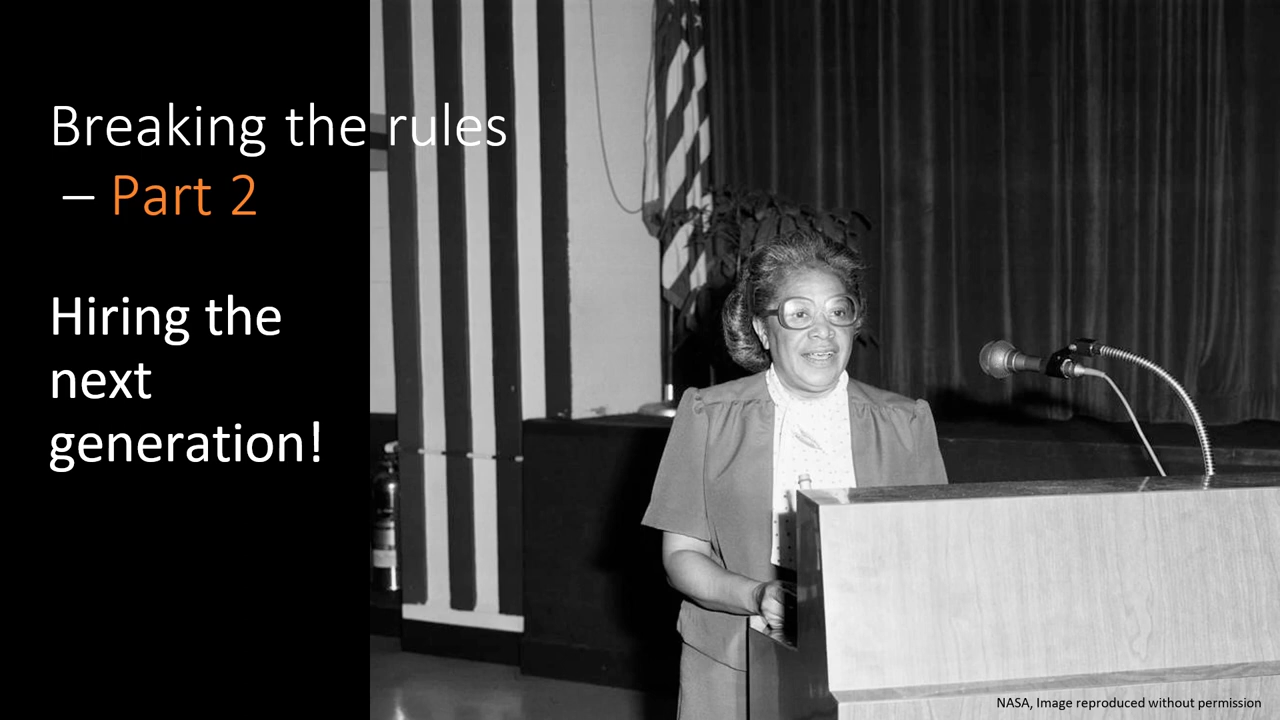 Breaking the rules
– Part 2
Hiring the
next
generation!
NASA, Image reproduced without permission